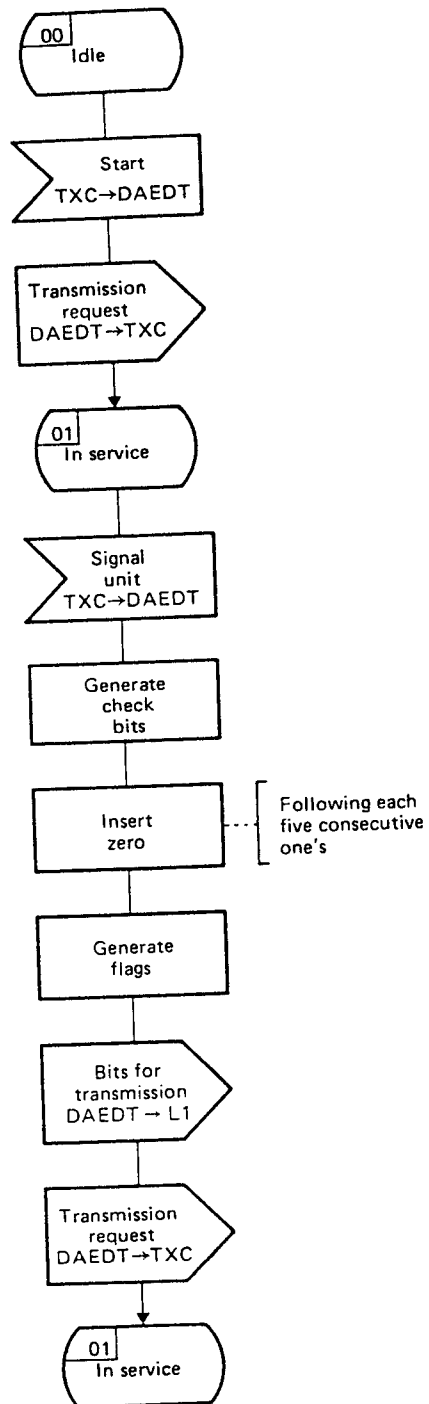 00
Idle
Start
TXC→DAEDT
Transmission
request
DAEDT→TXC
01
In service
Signal
unit
TXC→DAEDT
Generate
check
bits
Insert
zero
Following each
five consecutive
one's
Generate
flags
Bits for
transmission
DAEDT → L1
Transmission
request
DAEDT→TXC
01
In service